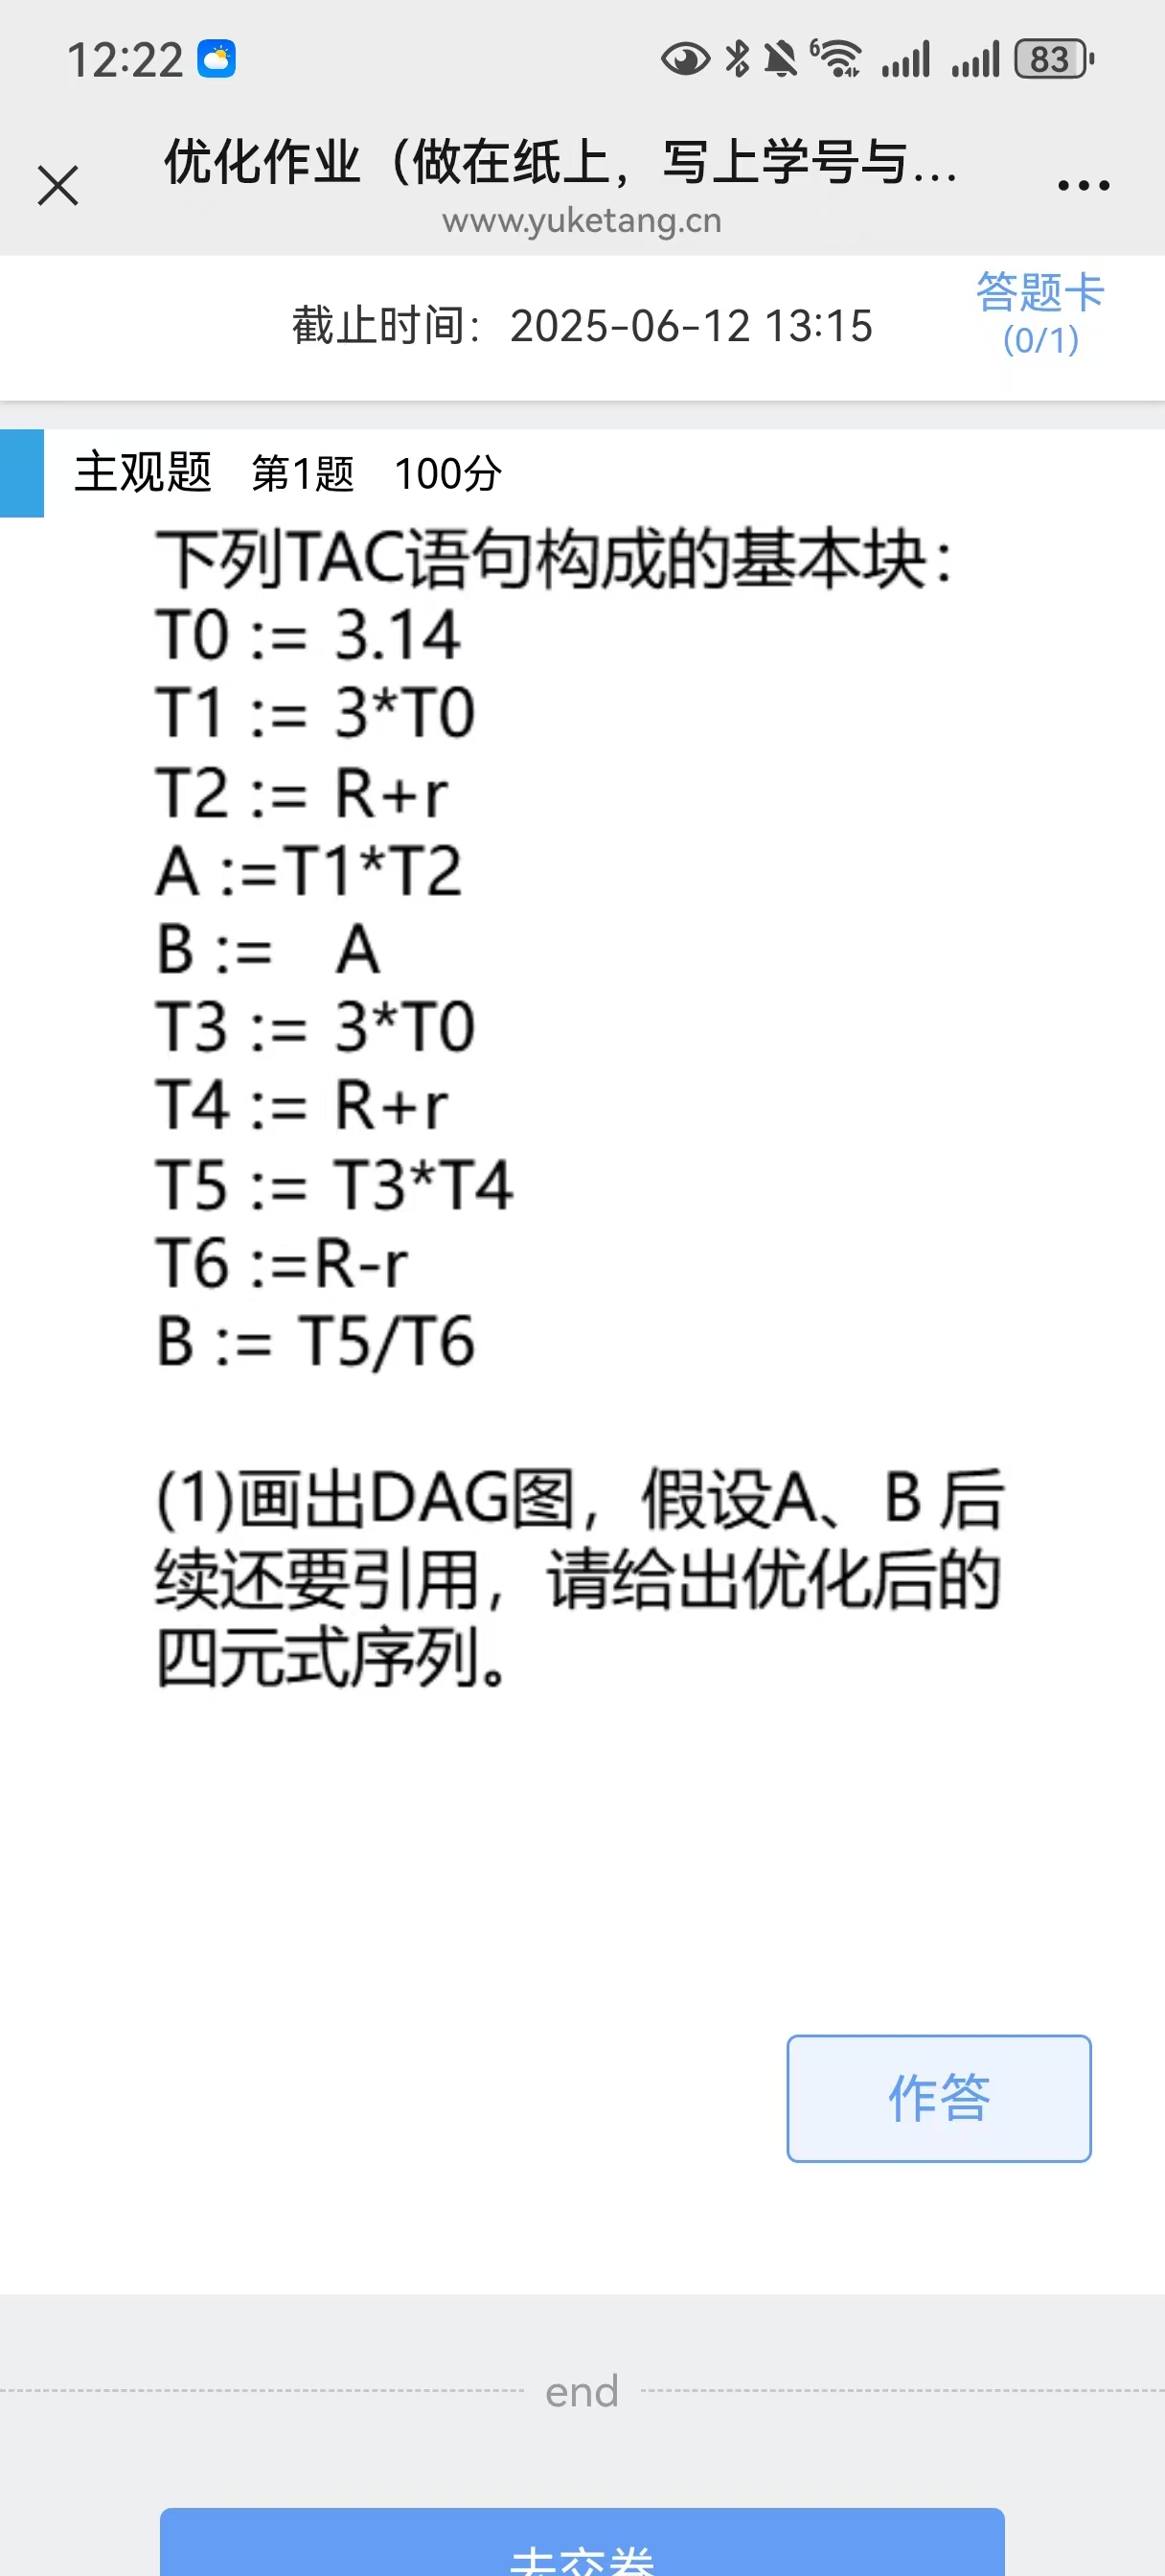 12:22
6
83
优化作业（做在纸上，写上学号与...
www.yuketang.cn
截止时间：2025-06-12 13:15
答题卡
(0/1)
主观题 第1题 100分
下列TAC语句构成的基本块：
T0 := 3.14
T1 := 3*T0
T2 := R+r
A :=T1*T2
B := A
T3 := 3*T0
T4 := R+r
T5 := T3*T4
T6 :=R-r
B := T5/T6
(1)画出DAG图，假设A、B 后
续还要引用，请给出优化后的
四元式序列。
作答
end
去交卷